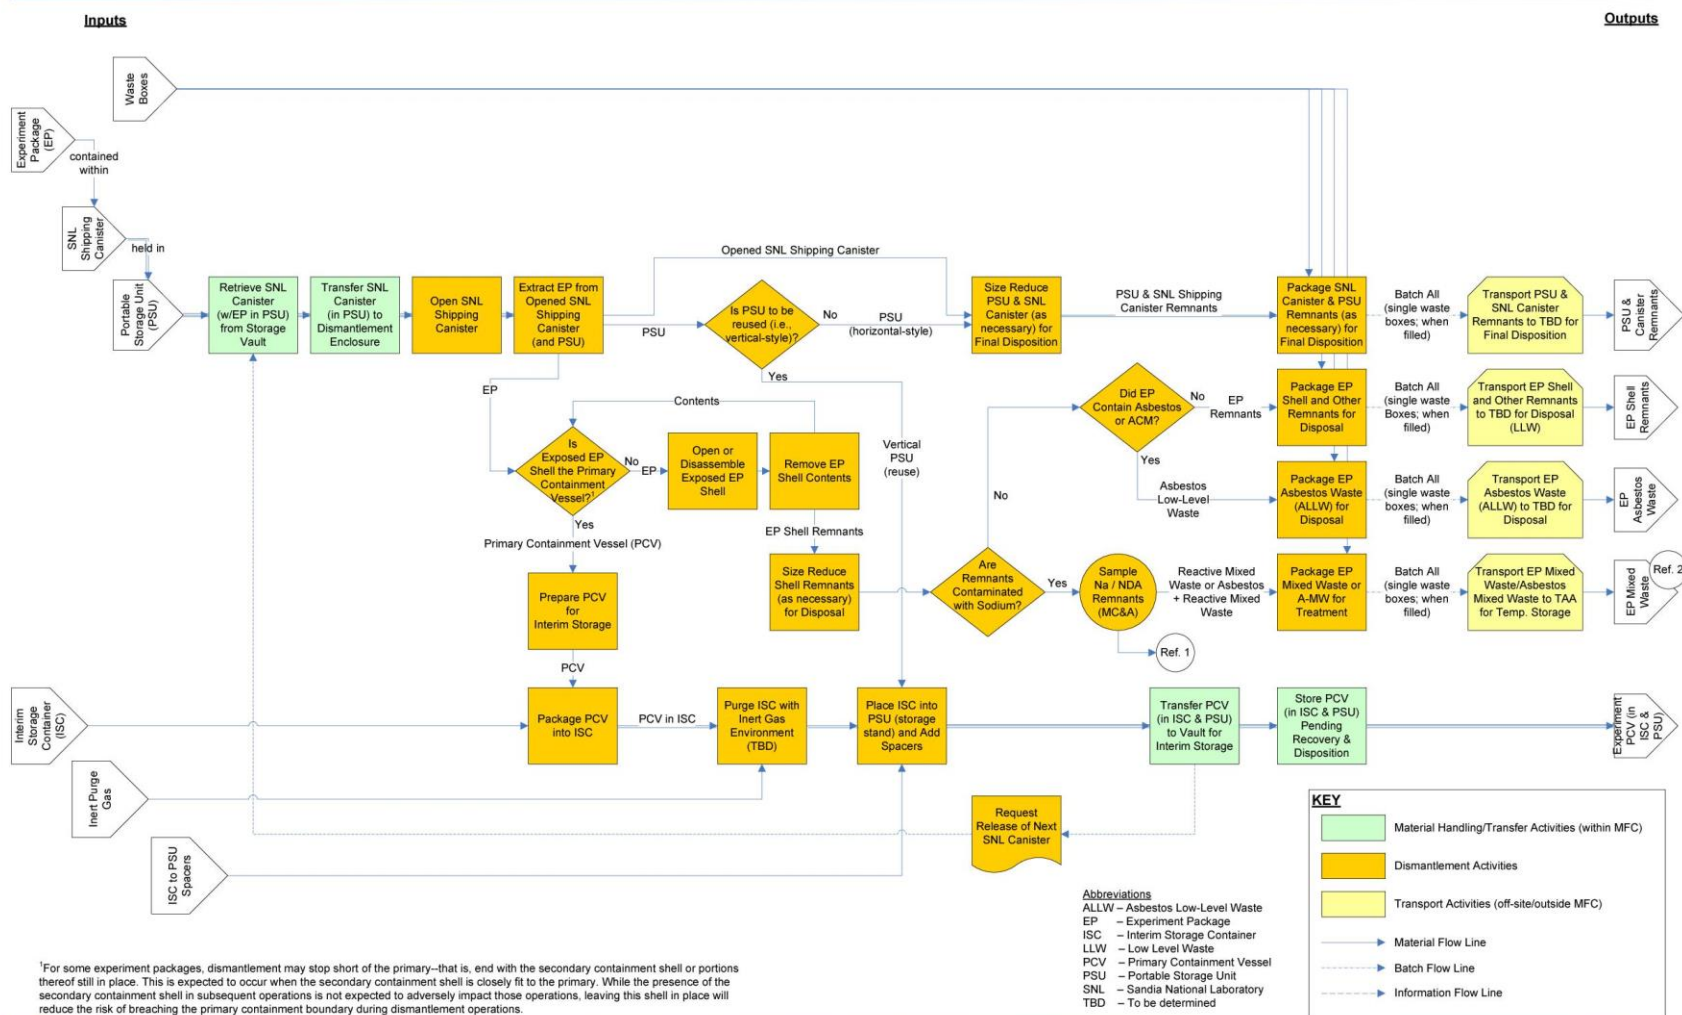 Inputs
Outputs
Waste
Boxes
Experiment
Package
(EP)
contained
within
SNL
Shipping
Canister
held in
Portable
Storage Unit
(PSU)
Retrieve SNL
Canister
(w/EP in PSU)
from Storage
Vault
Transfer SNL
Canister
(in PSU) to
Dismantlement
Enclosure
Open SNL
Shipping
Canister
Extract EP from
Opened SNL
Shipping
Canister
(and PSU)
Opened SNL Shipping Canister
PSU
Is PSU to be
reused (i.e.,
vertical-style)?
No
PSU
(horizontal-style)
Yes
Size Reduce
PSU & SNL
Canister (as
necessary) for
Final Disposition
PSU & SNL Shipping
Canister Remnants
Package SNL
Canister & PSU
Remnants (as
necessary) for
Final Disposition
Batch All
(single waste
boxes; when
filled)
Transport PSU &
SNL Canister
Remnants to TBD for
Final Disposition
PSU &
Canister
Remnants
EP
Contents
Is
Exposed EP
Shell the Primary
Containment
Vessel?1
No
EP
Open or
Disassemble
Exposed EP
Shell
Remove EP
Shell Contents
Vertical
PSU
(reuse)
Did EP
Contain Asbestos
or ACM?
No
EP
Remnants
Package EP
Shell and Other
Remnants for
Disposal
Batch All
(single waste
Boxes; when
filled)
Transport EP Shell
and Other Remnants
to TBD for Disposal
(LLW)
EP Shell
Remnants
Yes
Asbestos
Low-Level
Waste
Package EP
Asbestos Waste
(ALLW) for
Disposal
Batch All
(single waste
boxes; when
filled)
Transport EP
Asbestos Waste
(ALLW) to TBD for
Disposal
EP
Asbestos
Waste
Yes
Primary Containment Vessel (PCV)
EP Shell Remnants
Size Reduce
Shell Remnants
(as necessary)
for Disposal
No
Are
Remnants
Contaminated
with Sodium?
Yes
Sample
Na / NDA
Remnants
(MC&A)
Reactive Mixed
Waste or Asbestos
+ Reactive Mixed
Waste
Ref. 1
Package EP
Mixed Waste or
A-MW for
Treatment
Batch All
(single waste
boxes; when
filled)
Transport EP Mixed
Waste/Asbestos
Mixed Waste to TAA
for Temp. Storage
EP Mixed
Waste
Ref. 2
Prepare PCV
for
Interim Storage
PCV
Interim
Storage
Container
(ISC)
Package PCV
into ISC
PCV in ISC
Purge ISC with
Inert Gas
Environment
(TBD)
Place ISC into
PSU (storage
stand) and Add
Spacers
Transfer PCV
(in ISC & PSU)
to Vault for
Interim Storage
Store PCV
(in ISC & PSU)
Pending
Recovery &
Disposition
Experiment
PCV (in
ISC &
PSU)
Inert Purge
Gas
Request
Release of Next
SNL Canister
ISC to PSU
Spacers
Abbreviations
ALLW – Asbestos Low-Level Waste
EP – Experiment Package
ISC – Interim Storage Container
LLW – Low Level Waste
PCV – Primary Containment Vessel
PSU – Portable Storage Unit
SNL – Sandia National Laboratory
TBD – To be determined
KEY
Material Handling/Transfer Activities (within MFC)
Dismantlement Activities
Transport Activities (off-site/outside MFC)
Material Flow Line
Batch Flow Line
Information Flow Line
1For some experiment packages, dismantlement may stop short of the primary--that is, end with the secondary containment shell or portions
thereof still in place. This is expected to occur when the secondary containment shell is closely fit to the primary. While the presence of the
secondary containment shell in subsequent operations is not expected to adversely impact those operations, leaving this shell in place will
reduce the risk of breaching the primary containment boundary during dismantlement operations.